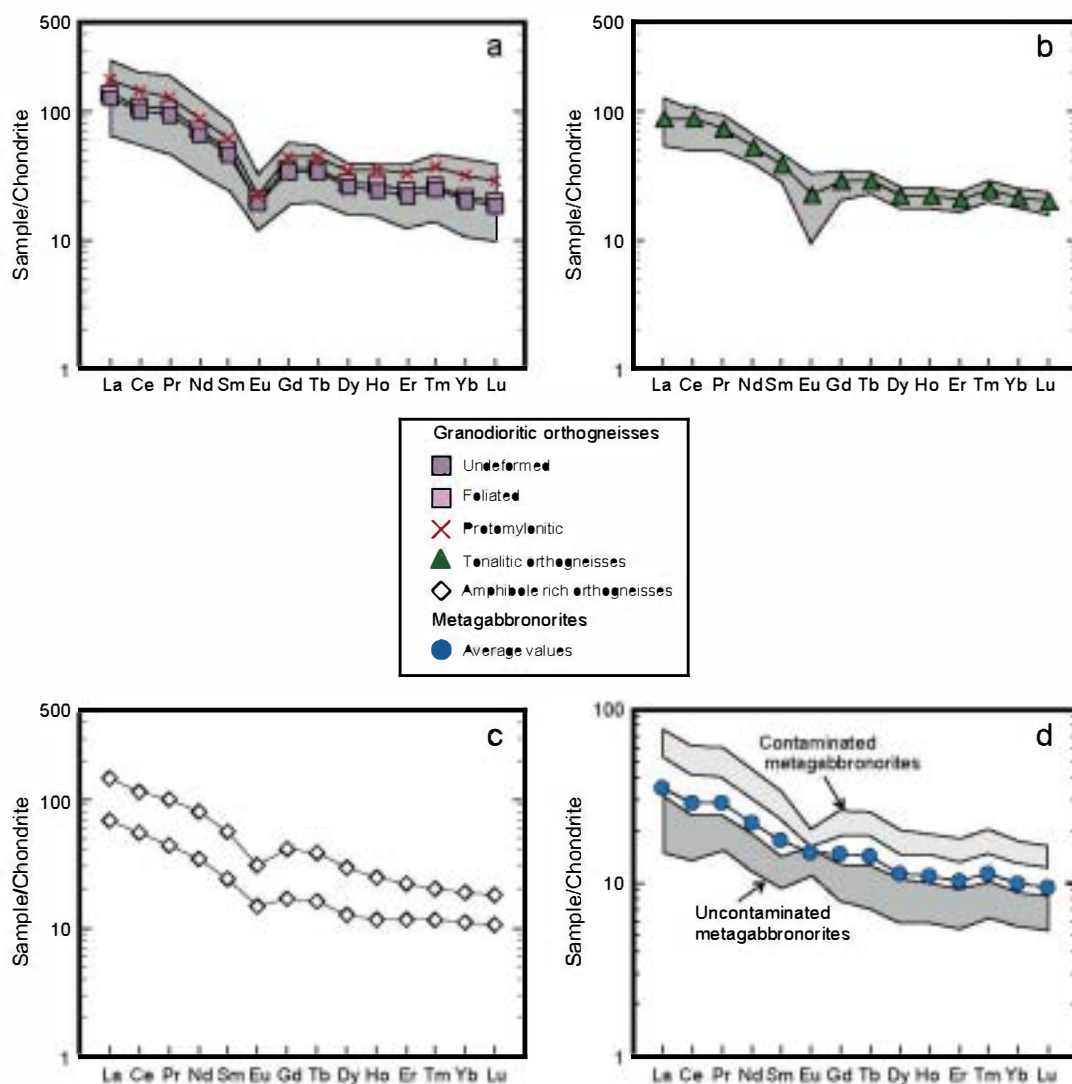 500
100
10
1
Sample/Chondrite
a
La Ce Pr Nd Sm Eu Gd Tb Dy Ho Er Tm Yb Lu
500
100
10
1
Sample/Chondrite
b
La Ce Pr Nd Sm Eu Gd Tb Dy Ho Er Tm Yb Lu
Granodioritic orthogneisses
Undeformed
Foliated
Protomylonitic
Tonalitic orthogneisses
Amphibole rich orthogneisses
Metagabbronorites
Average values
500
100
10
1
Sample/Chondrite
c
La Ce Pr Nd Sm Eu Gd Tb Dy Ho Er Tm Yb Lu
100
10
1
Sample/Chondrite
d
Contaminated
metagabbronorites
Uncontaminated
metagabbronorites
La Ce Pr Nd Sm Eu Gd Tb Dy Ho Er Tm Yb Lu